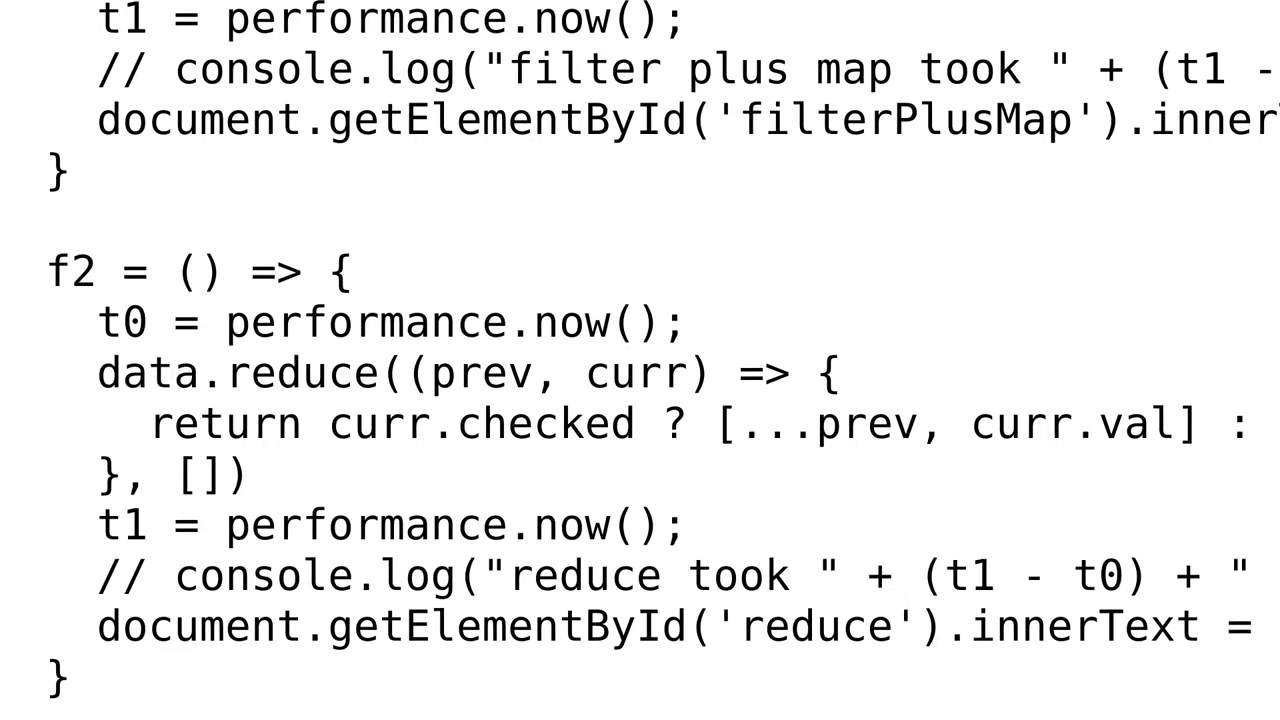 t1 = performance.now();
// console.log("filter plus map took " + (t1 -
document.getElementById('filterPlusMap').inner
}
f2 = () => {
t0 = performance.now();
data.reduce((prev, curr) => {
return curr.checked ? [...prev, curr.val] :
}, [])
t1 = performance.now();
// console.log("reduce took " + (t1 - t0) + "
document.getElementById('reduce').innerText =
}